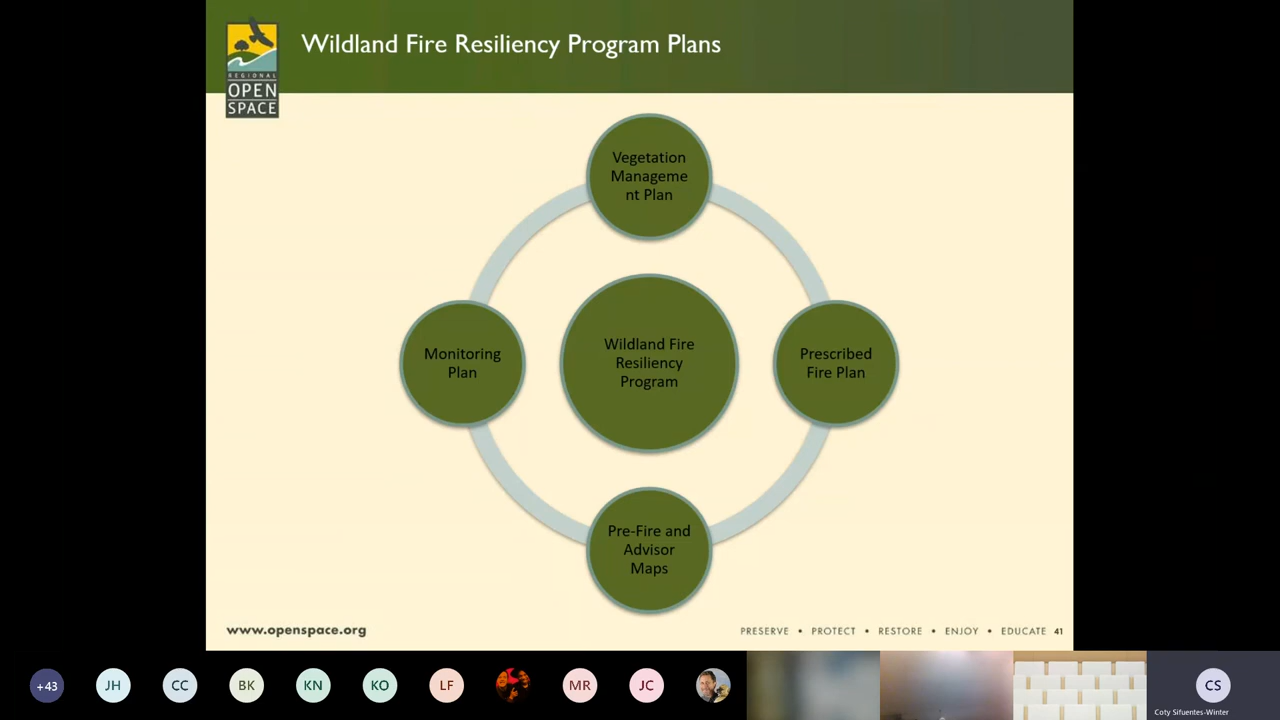 Wildland Fire Resiliency Program Plans
REGIONAL
OPEN
SPACE
Vegetation
Manageme
nt Plan
Monitoring
Plan
Wildland Fire
Resiliency
Program
Prescribed
Fire Plan
Pre-Fire and
Advisor
Maps
www.openspace.org
PRESERVE • PROTECT • RESTORE • ENJOY • EDUCATE 41
+43
JH
CC
BK
KN
KO
LF
MR
JC
CS
Coty Sifuentes-Winter